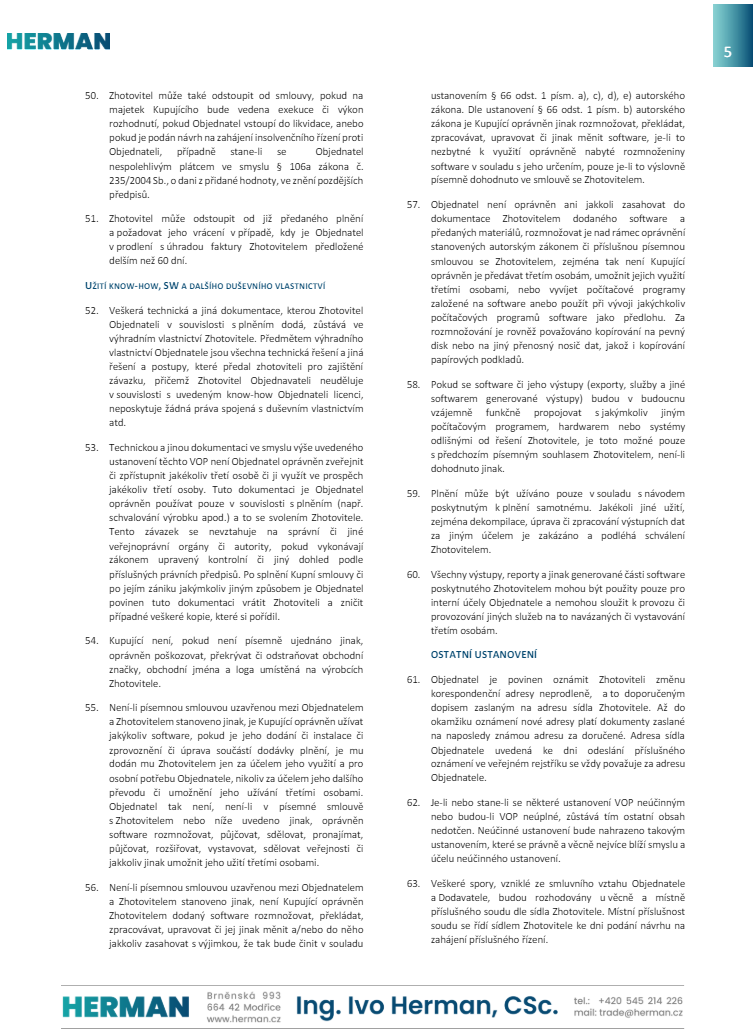 HERMAN
5
50. Zhotovitel může také odstoupit od smlouvy, pokud na
majetek Kupujícího bude vedena exekuce či výkon
rozhodnutí, pokud Objednatel vstoupí do likvidace, anebo
pokud je podán návrh na zahájení insolvenčního řízení proti
Objednateli, případně stane-li se Objednatel
nespolehlivým plátcem ve smyslu § 106a zákona č.
235/2004 Sb., o dani z přidané hodnoty, ve znění pozdějších
předpisů.
51. Zhotovitel může odstoupit od již předaného plnění
a požadovat jeho vrácení v případě, kdy je Objednatel
v prodlení s úhradou faktury Zhotovitelem předložené
delším než 60 dní.
UŽITÍ KNOW-HOW, SW A DALŠÍHO DUŠEVNÍHO VLASTNICTVÍ
52. Veškerá technická a jiná dokumentace, kterou Zhotovitel
Objednateli v souvislosti s plněním dodá, zůstává ve
výhradním vlastnictví Zhotovitele. Předmětem výhradního
vlastnictví Objednatele jsou všechna technická řešení a jiná
řešení a postupy, které předal zhotoviteli pro zajištění
závazku, přičemž Zhotovitel Objednavateli neuděluje
v souvislosti s uvedeným know-how Objednateli licenci,
neposkytuje žádná práva spojená s duševním vlastnictvím
atd.
53. Technickou a jinou dokumentaci ve smyslu výše uvedeného
ustanovení těchto VOP není Objednatel oprávněn zveřejnit
či zpřístupnit jakékoliv třetí osobě či ji využít ve prospěch
jakékoliv třetí osoby. Tuto dokumentaci je Objednatel
oprávněn používat pouze v souvislosti s plněním (např.
schvalování výrobku apod.) a to se svolením Zhotovitele.
Tento závazek se nevztahuje na správní či jiné
veřejnoprávní orgány či autority, pokud vykonávají
zákonem upravený kontrolní či jiný dohled podle
příslušných právních předpisů. Po splnění Kupní smlouvy či
po jejím zániku jakýmkoliv jiným způsobem je Objednatel
povinen tuto dokumentaci vrátit Zhotoviteli a zničit
případné veškeré kopie, které si pořídil.
54. Kupující není, pokud není písemně ujednáno jinak,
oprávněn poškozovat, překrývat či odstraňovat obchodní
značky, obchodní jména a loga umístěná na výrobcích
Zhotovitele.
55. Není-li písemnou smlouvou uzavřenou mezi Objednatelem
a Zhotovitelem stanoveno jinak, je Kupující oprávněn užívat
jakýkoliv software, pokud je jeho dodání či instalace či
zprovoznění či úprava součástí dodávky plnění, je mu
dodán mu Zhotovitelem jen za účelem jeho využití a pro
osobní potřebu Objednatele, nikoliv za účelem jeho dalšího
převodu či umožnění jeho užívání třetími osobami.
Objednatel tak není, není-li v písemné smlouvě
s Zhotovitelem nebo níže uvedeno jinak, oprávněn
software rozmnožovat, půjčovat, sdělovat, pronajímat,
půjčovat, rozšiřovat, vystavovat, sdělovat veřejnosti či
jakkoliv jinak umožnit jeho užití třetími osobami.
56. Není-li písemnou smlouvou uzavřenou mezi Objednatelem
a Zhotovitelem stanoveno jinak, není Kupující oprávněn
Zhotovitelem dodaný software rozmnožovat, překládat,
zpracovávat, upravovat či jej jinak měnit a/nebo do něho
jakkoliv zasahovat s výjimkou, že tak bude činit v souladu
ustanovením § 66 odst. 1 písm. a), c), d), e) autorského
zákona. Dle ustanovení § 66 odst. 1 písm. b) autorského
zákona je Kupující oprávněn jinak rozmnožovat, překládat,
zpracovávat, upravovat či jinak měnit software, je-li to
nezbytné k využití oprávněně nabyté rozmnoženiny
software v souladu s jeho určením, pouze je-li to výslovně
písemně dohodnuto ve smlouvě se Zhotovitelem.
57. Objednatel není oprávněn ani jakkoli zasahovat do
dokumentace Zhotovitelem dodaného software a
předaných materiálů, rozmnožovat je nad rámec oprávnění
stanovených autorským zákonem či příslušnou písemnou
smlouvou se Zhotovitelem, zejména tak není Kupující
oprávněn je předávat třetím osobám, umožnit jejich využití
třetími osobami, nebo vyvíjet počítačové programy
založené na software anebo použít při vývoji jakýchkoliv
počítačových programů software jako předlohu. Za
rozmnožování je rovněž považováno kopírování na pevný
disk nebo na jiný přenosný nosič dat, jakož i kopírování
papírových podkladů.
58. Pokud se software či jeho výstupy (exporty, služby a jiné
softwarem generované výstupy) budou v budoucnu
vzájemně funkčně propojovat s jakýmkoliv jiným
počítačovým programem, hardwarem nebo systémy
odlišnými od řešení Zhotovitele, je toto možné pouze
s předchozím písemným souhlasem Zhotovitelem, není-li
dohodnuto jinak.
59. Plnění může být užíváno pouze v souladu s návodem
poskytnutým k plnění samotnému. Jakékoli jiné užití,
zejména dekompilace, úprava či zpracování výstupních dat
za jiným účelem je zakázáno a podléhá schválení
Zhotovitelem.
60. Všechny výstupy, reporty a jinak generované části software
poskytnutého Zhotovitelem mohou být použity pouze pro
interní účely Objednatele a nemohou sloužit k provozu či
provozování jiných služeb na to navázaných či vystavování
třetím osobám.
OSTATNÍ USTANOVENÍ
61. Objednatel je povinen oznámit Zhotoviteli změnu
korespondenční adresy neprodleně, a to doporučeným
dopisem zaslaným na adresu sídla Zhotovitele. Až do
okamžiku oznámení nové adresy platí dokumenty zaslané
na naposledy známou adresu za doručené. Adresa sídla
Objednatele uvedená ke dni odeslání příslušného
oznámení ve veřejném rejstříku se vždy považuje za adresu
Objednatele.
62. Je-li nebo stane-li se některé ustanovení VOP neúčinným
nebo budou-li VOP neúplné, zůstává tím ostatní obsah
nedotčen. Neúčinné ustanovení bude nahrazeno takovým
ustanovením, které se právně a věcně nejvíce blíží smyslu a
účelu neúčinného ustanovení.
63. Veškeré spory, vzniklé ze smluvního vztahu Objednatele
a Dodavatele, budou rozhodovány u věcně a místně
příslušného soudu dle sídla Zhotovitele. Místní příslušnost
soudu se řídí sídlem Zhotovitele ke dni podání návrhu na
zahájení příslušného řízení.
HERMAN
Brněnská 993
664 42 Modřice
www.herman.cz
Ing. Ivo Herman, CSc.
tel.: +420 545 214 226
mail: trade@herman.cz